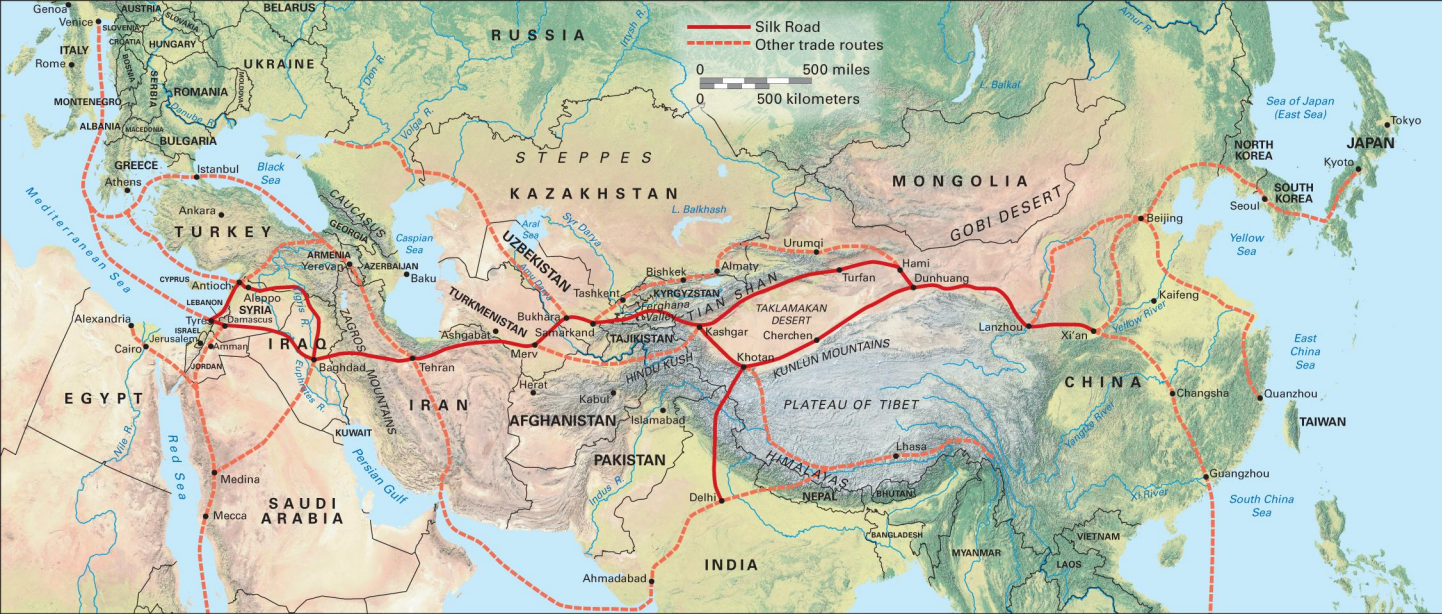 Genoa
Venice
AUSTRIA
SLOVENIA
SLOVAKIA
CROATIA
HUNGARY
BELARUS
RUSSIA
Irtysh R.
Silk Road
Other trade routes
0
500 miles
0
500 kilometers
Amur R.
L. Baikal
ITALY
Rome
BOSNIA
SERBIA
ROMANIA
MOLDOVA
UKRAINE
Don R.
Volga R.
Danube R.
MONTENEGRO
ALBANIA
MACEDONIA
BULGARIA
GREECE
Athens
Istanbul
Black
Sea
Ankara
TURKEY
Mediterranean Sea
CAUCASUS
GEORGIA
ARMENIA
Yerevan
AZERBAIJAN
Baku
Caspian
Sea
STEPPES
KAZAKHSTAN
Aral
Sea
Syr Darya
Amu Darya
L. Balkhash
UZBEKISTAN
TURKMENISTAN
Ashgabat
Bukhara
Samarkand
Merv
Tashkent
Bishkek
Almaty
KYRGYZSTAN
Ferghana
Valley
TAJIKISTAN
TIAN SHAN
Urumqi
Turfan
Hami
Dunhuang
MONGOLIA
GOBI DESERT
TAKLAMAKAN
DESERT
Kashgar
Cherchen
Khotan
KUNLUN MOUNTAINS
HINDU KUSH
CYPRUS
Antioch
Aleppo
SYRIA
LEBANON
Tyre
Damascus
ISRAEL
Jerusalem
Amman
JORDAN
Alexandria
Cairo
EGYPT
Nile R.
Red Sea
Tigris R.
Euphrates R.
IRAQ
Baghdad
ZAGROS MOUNTAINS
Tehran
IRAN
KUWAIT
Persian Gulf
Medina
Mecca
SAUDI
ARABIA
Herat
Kabul
AFGHANISTAN
Islamabad
PAKISTAN
Indus R.
Delhi
Ahmadabad
INDIA
HIMALAYAS
NEPAL
BHUTAN
BANGLADESH
PLATEAU OF TIBET
Lhasa
MYANMAR
LAOS
VIETNAM
CHINA
Lanzhou
Xi'an
Yellow River
Kaifeng
Beijing
Changsha
Yangtze River
Xi River
Guangzhou
Quanzhou
TAIWAN
South China
Sea
East
China
Sea
Yellow
Sea
NORTH
KOREA
Seoul
SOUTH
KOREA
Sea of Japan
(East Sea)
JAPAN
Tokyo
Kyoto